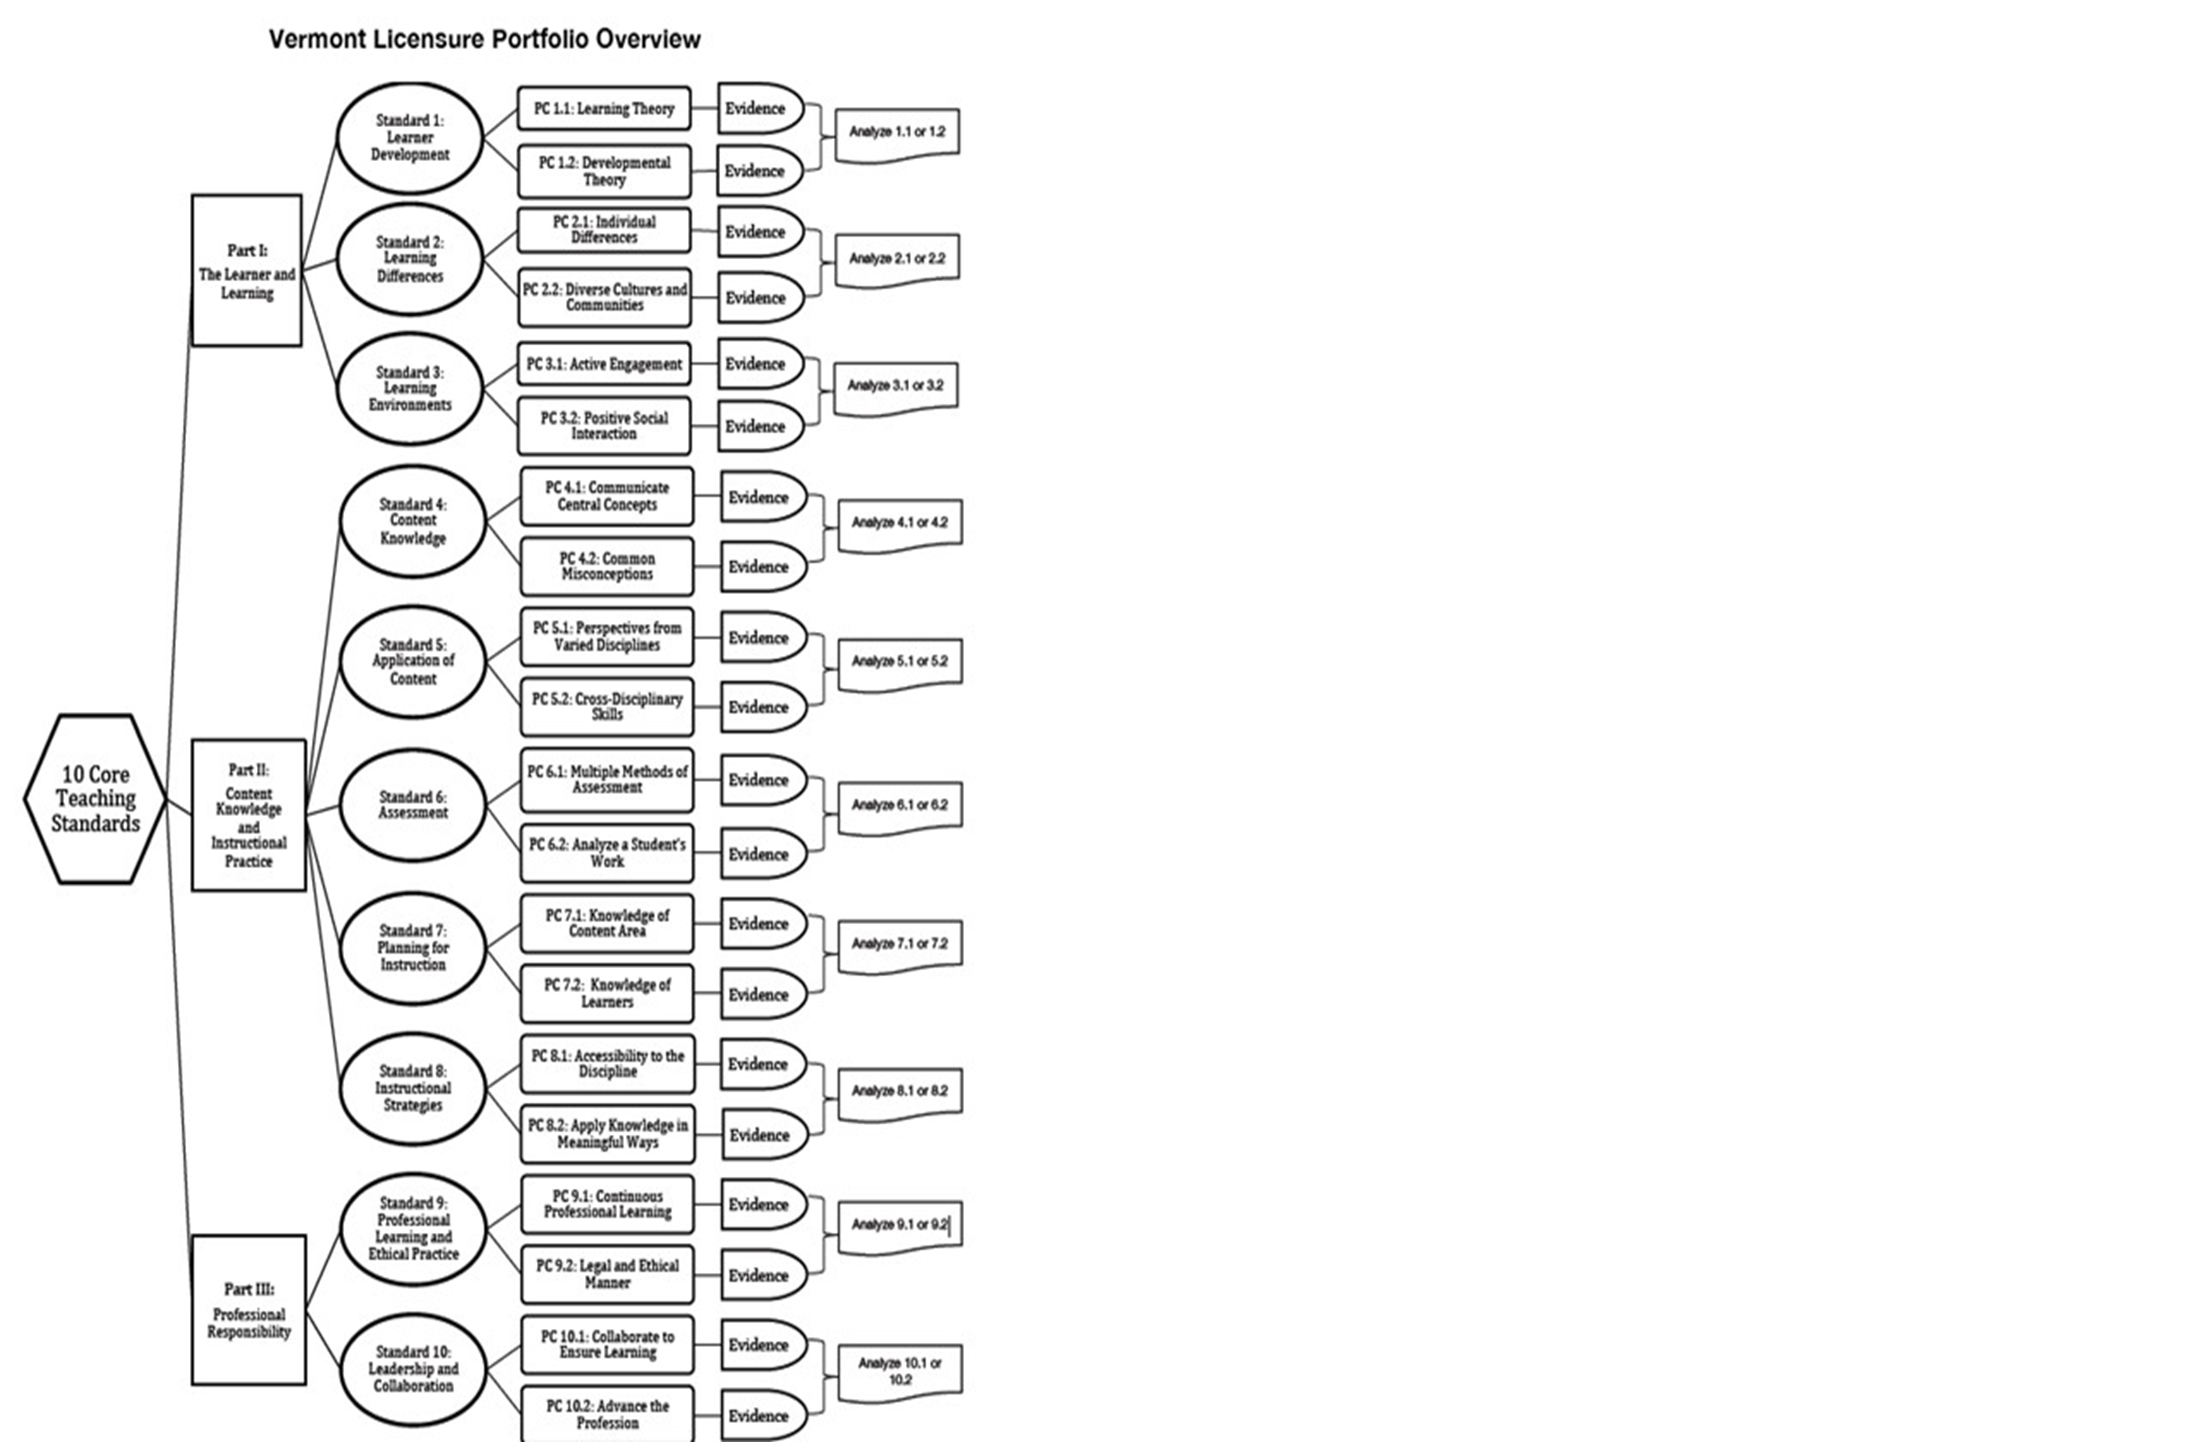 Vermont Licensure Portfolio Overview
10 Core
Teaching
Standards
Part I:
The Learner and
Learning
Standard 1:
Learner
Development
PC 1.1: Learning Theory
Evidence
PC 1.2: Developmental
Theory
Evidence
Analyze 1.1 or 1.2
Standard 2:
Learning
Differences
PC 2.1: Individual
Differences
Evidence
PC 2.2: Diverse Cultures and
Communities
Evidence
Analyze 2.1 or 2.2
Standard 3:
Learning
Environments
PC 3.1: Active Engagement
Evidence
PC 3.2: Positive Social
Interaction
Evidence
Analyze 3.1 or 3.2
Part II:
Content
Knowledge
and
Instructional
Practice
Standard 4:
Content
Knowledge
PC 4.1: Communicate
Central Concepts
Evidence
PC 4.2: Common
Misconceptions
Evidence
Analyze 4.1 or 4.2
Standard 5:
Application of
Content
PC 5.1: Perspectives from
Varied Disciplines
Evidence
PC 5.2: Cross-Disciplinary
Skills
Evidence
Analyze 5.1 or 5.2
Standard 6:
Assessment
PC 6.1: Multiple Methods of
Assessment
Evidence
PC 6.2: Analyze a Student's
Work
Evidence
Analyze 6.1 or 6.2
Standard 7:
Planning for
Instruction
PC 7.1: Knowledge of
Content Area
Evidence
PC 7.2: Knowledge of
Learners
Evidence
Analyze 7.1 or 7.2
Standard 8:
Instructional
Strategies
PC 8.1: Accessibility to the
Discipline
Evidence
PC 8.2: Apply Knowledge in
Meaningful Ways
Evidence
Analyze 8.1 or 8.2
Part III:
Professional
Responsibility
Standard 9:
Professional
Learning and
Ethical Practice
PC 9.1: Continuous
Professional Learning
Evidence
PC 9.2: Legal and Ethical
Manner
Evidence
Analyze 9.1 or 9.2
Standard 10:
Leadership and
Collaboration
PC 10.1: Collaborate to
Ensure Learning
Evidence
PC 10.2: Advance the
Profession
Evidence
Analyze 10.1 or
10.2